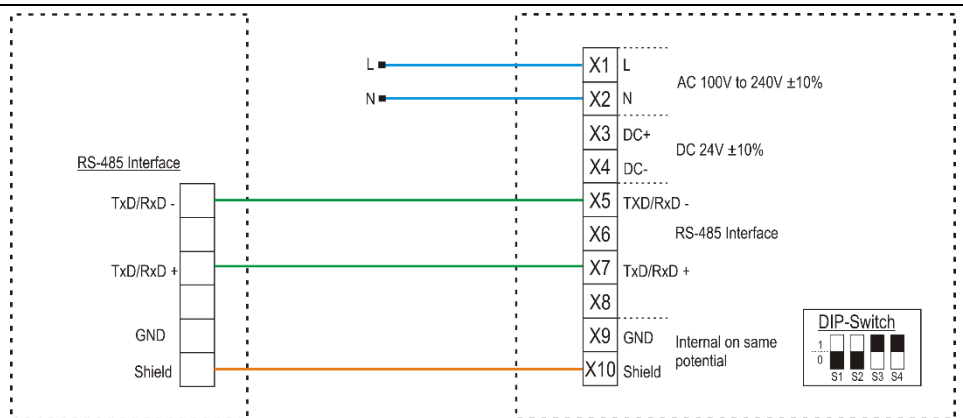 L X1 L
AC 100V to 240V ±10%
N X2 N
X3 DC+
DC 24V ±10%
X4 DC-
RS-485 Interface
TxD/RxD - X5 TXD/RxD -
X6 RS-485 Interface
TxD/RxD + X7 TxD/RxD +
X8
GND X9 GND
Internal on same
potential
Shield X10 Shield
DIP-Switch
1
0
S1 S2 S3 S4